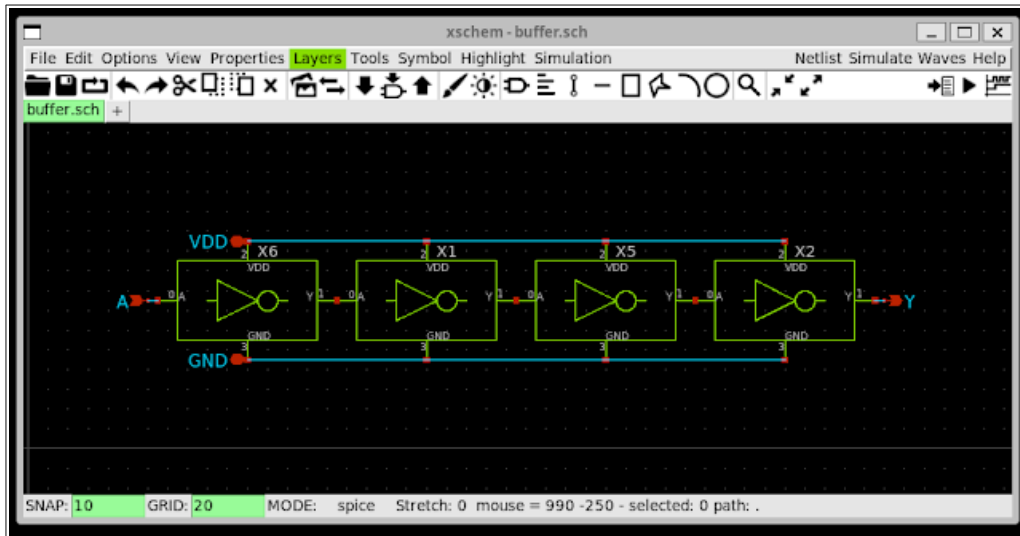 xschem - buffer.sch
File Edit Options View Properties Layers Tools Symbol Highlight Simulation Netlist Simulate Waves Help
buffer.sch +
VDD 2 X6 2 X1 2 X5 2 X2
VDD VDD VDD VDD
A 0 A Y 1 0 A Y 1 0 A Y 1 0 A Y 1 Y
GND GND GND GND
GND 3 3 3 3
SNAP: 10 GRID: 20 MODE: spice Stretch: 0 mouse = 990 -250 - selected: 0 path: .